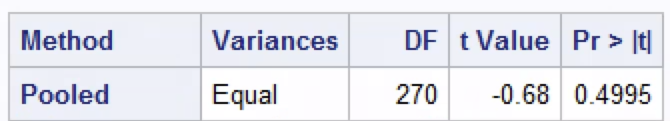 Method Variances DF t Value Pr > |t|
Pooled Equal 270 -0.68 0.4995